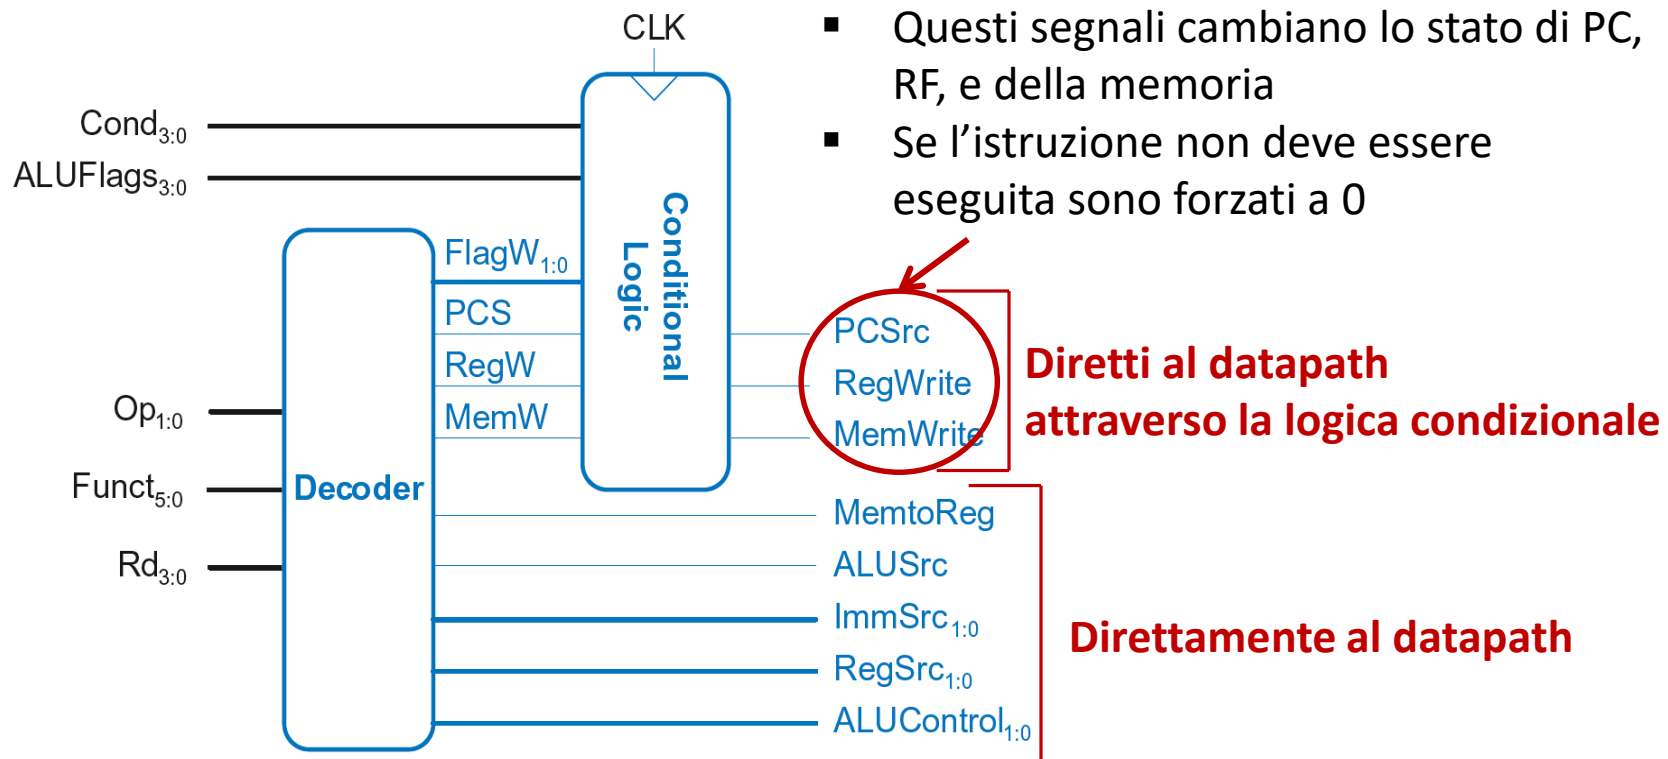 CLK
▪ Questi segnali cambiano lo stato di PC,
RF, e della memoria
▪ Se l’istruzione non deve essere
eseguita sono forzati a 0
Cond3:0
ALUFlags3:0
Conditional
Logic
FlagW1:0
PCS
RegW
MemW
PCSrc
RegWrite
MemWrite
Diretti al datapath
attraverso la logica condizionale
Op1:0
Funct5:0
Rd3:0
Decoder
MemtoReg
ALUSrc
ImmSrc1:0
RegSrc1:0
ALUControl1:0
Direttamente al datapath